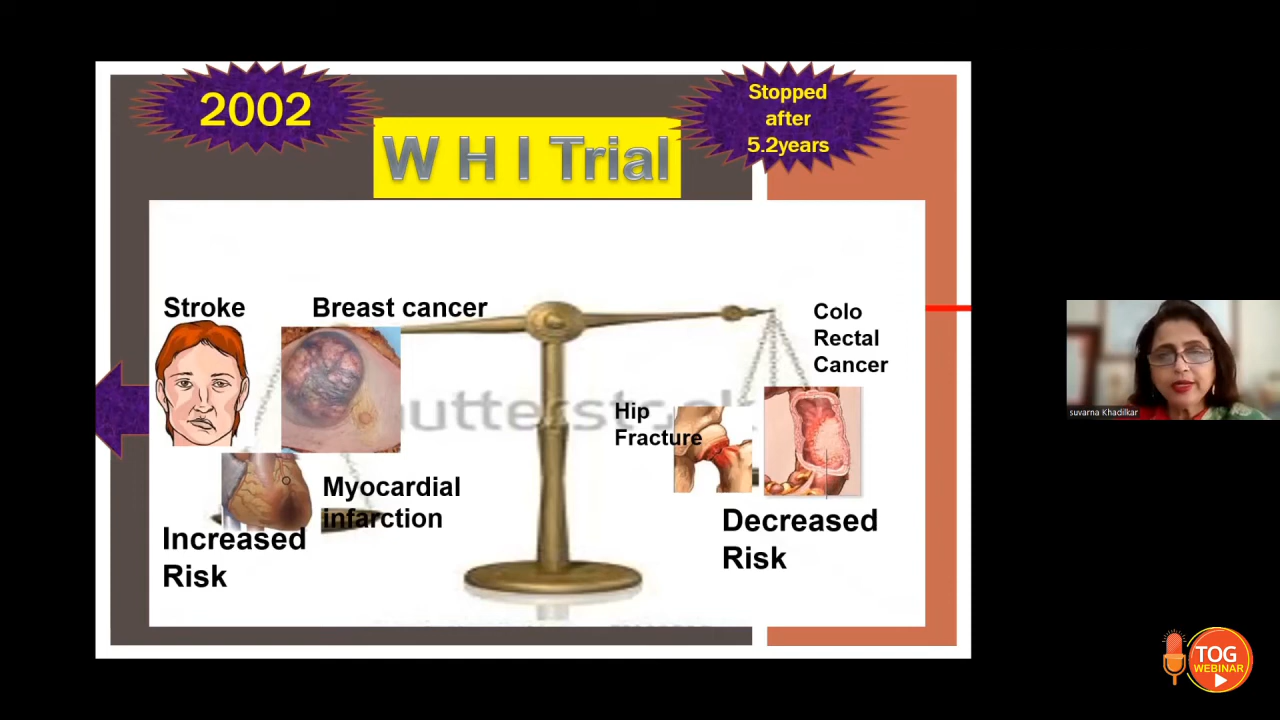 2002
Stopped
after
5.2years
W H I Trial
Stroke
Breast cancer
Colo
Rectal
Cancer
Hip
Fracture
Myocardial
infarction
Increased
Risk
Decreased
Risk
suvarna Khadilkar
TOG
WEBINAR